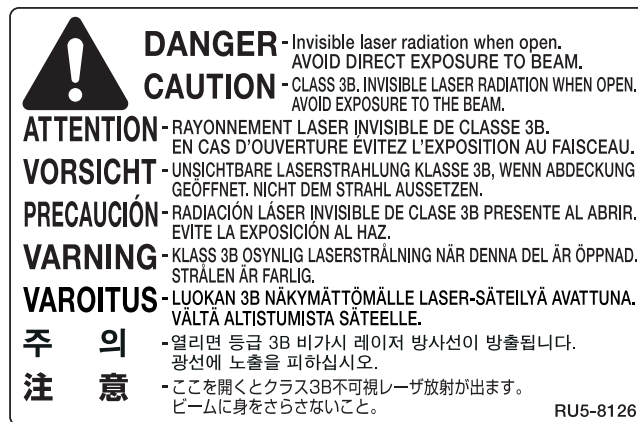 DANGER - Invisible laser radiation when open.
AVOID DIRECT EXPOSURE TO BEAM.
CAUTION - CLASS 3B. INVISIBLE LASER RADIATION WHEN OPEN.
AVOID EXPOSURE TO THE BEAM.
ATTENTION - RAYONNEMENT LASER INVISIBLE DE CLASSE 3B.
EN CAS D'OUVERTURE ÉVITEZ L'EXPOSITION AU FAISCEAU.
VORSICHT - UNSICHTBARE LASERSTRAHLUNG KLASSE 3B, WENN ABDECKUNG
GEÖFFNET. NICHT DEM STRAHL AUSSETZEN.
PRECAUCIÓN - RADIACIÓN LÁSER INVISIBLE DE CLASE 3B PRESENTE AL ABRIR.
EVITE LA EXPOSICIÓN AL HAZ.
VARNING - KLASS 3B OSYNLIG LASERSTRÅLNING NÄR DENNA DEL ÄR ÖPPNAD.
STRÅLEN ÄR FARLIG.
VAROITUS - LUOKAN 3B NÄKYMÄTTÖMÄLLE LASER-SÄTEILYÄ AVATTUNA.
VÄLTÄ ALTISTUMISTA SÄTEELLE.
주 의 - 열리면 등급 3B 비가시 레이저 방사선이 방출됩니다.
광선에 노출을 피하십시오.
注 意 - ここを開くとクラス3B不可視レーザ放射が出ます。
ビームに身をさらさないこと。
RU5-8126